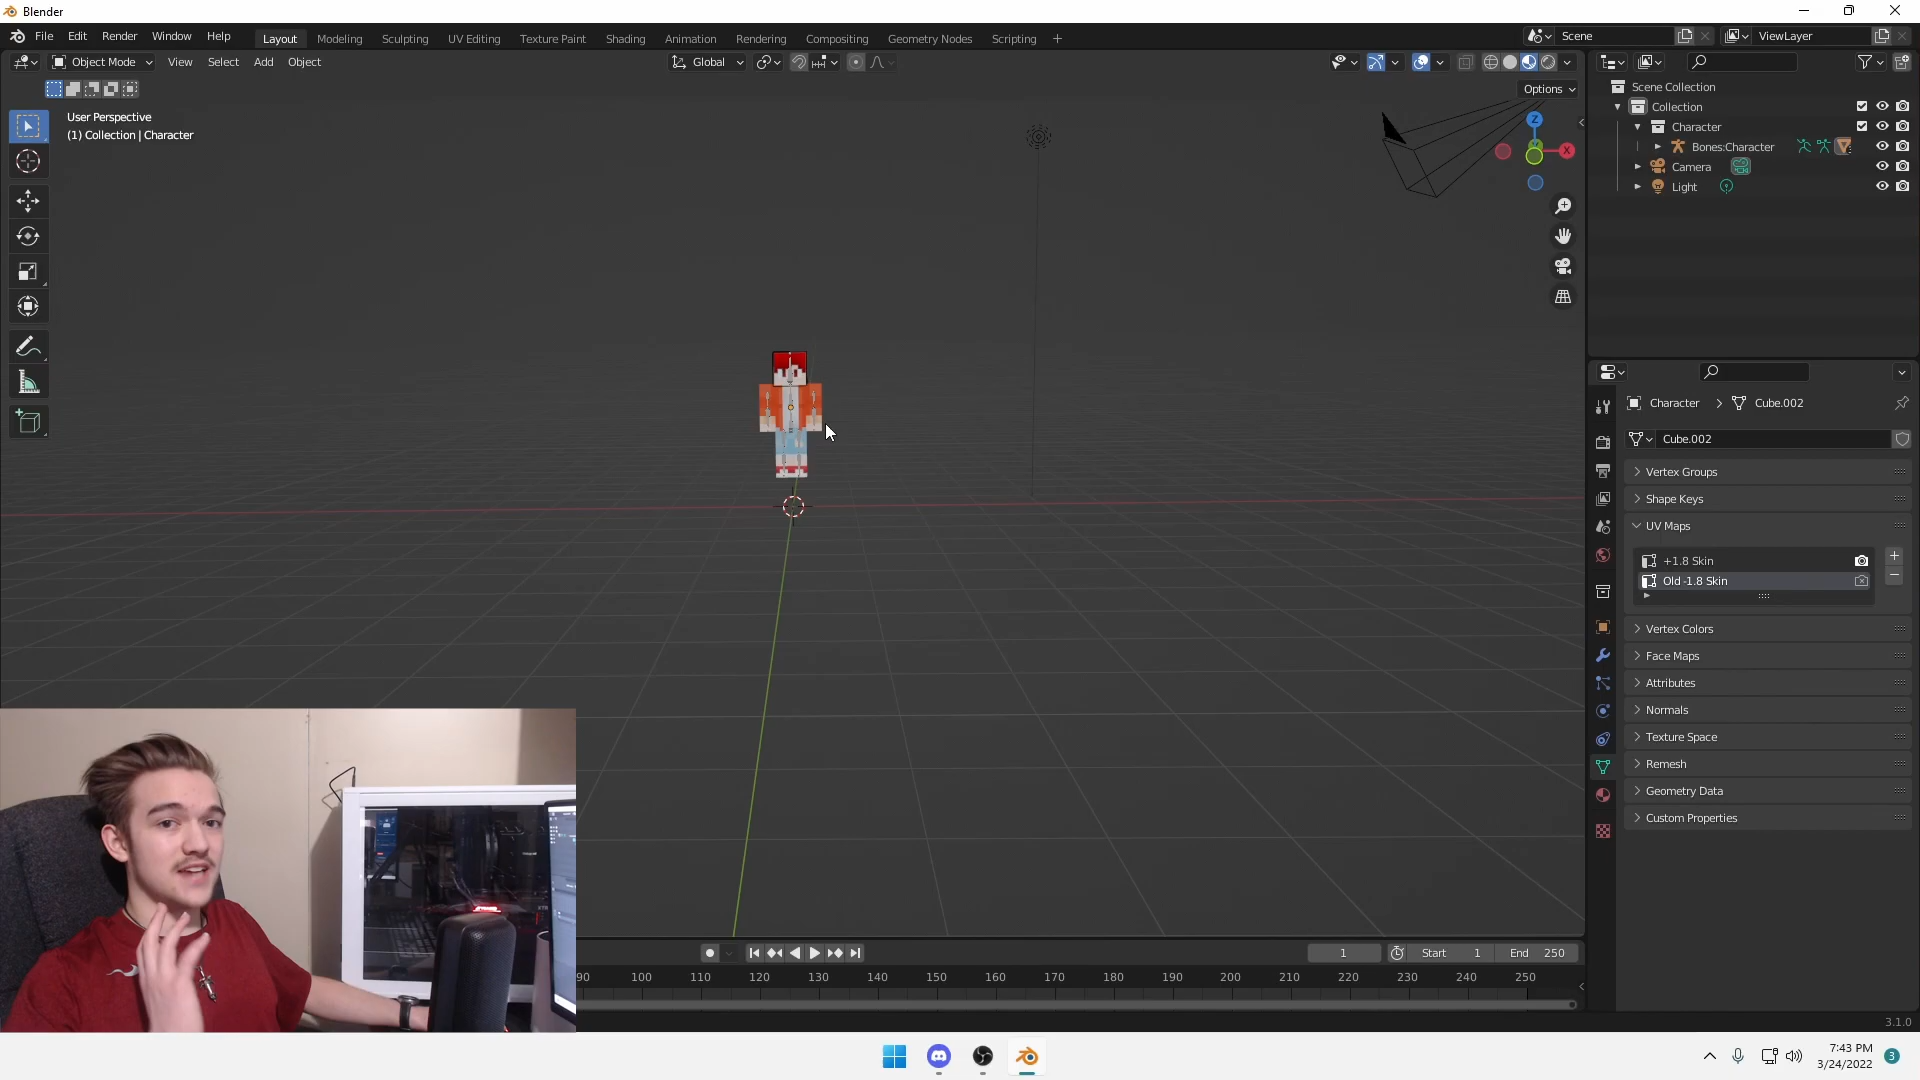 Blender
File Edit Render Window Help
Layout Modeling Sculpting UV Editing Texture Paint Shading Animation Rendering Compositing Geometry Nodes Scripting +
Scene
ViewLayer
Object Mode View Select Add Object
Global
Options
User Perspective
(1) Collection | Character
Z
X
Scene Collection
Collection
Character
Bones:Character
Camera
Light
Character > Cube.002
Cube.002
Vertex Groups
Shape Keys
UV Maps
+1.8 Skin
Old -1.8 Skin
Vertex Colors
Face Maps
Attributes
Normals
Texture Space
Remesh
Geometry Data
Custom Properties
1
Start 1
End 250
90 100 110 120 130 140 150 160 170 180 190 200 210 220 230 240 250
3.1.0
7:43 PM
3/24/2022
3